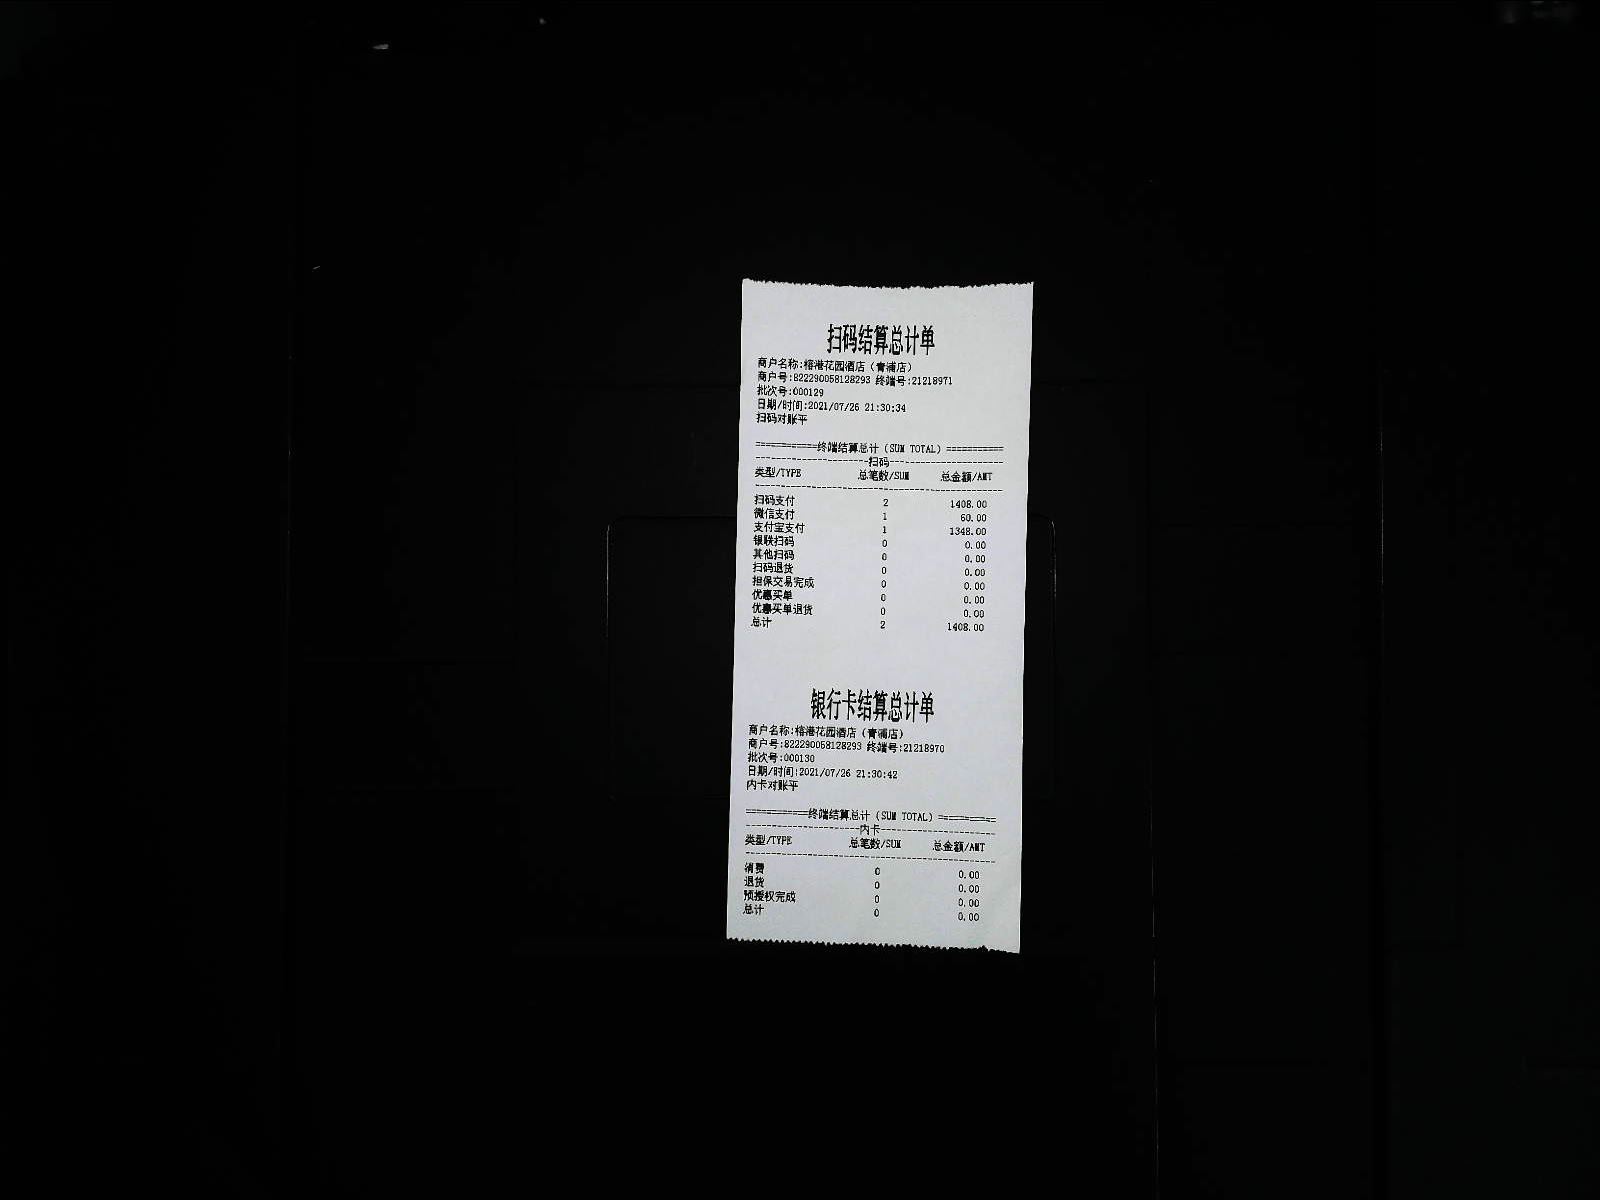 扫码结算总计单
商户名称:榕港花园酒店（青浦店）
商户号:822290058128293 终端号:21218971
批次号:000129
日期/时间:2021/07/26 21:30:34
扫码对账平
============终端结算总计（SUM TOTAL）===========
----------------------扫码----------------------
类型/TYPE 总笔数/SUM 总金额/AMT
------------------------------------------------
扫码支付 2 1408.00
微信支付 1 60.00
支付宝支付 1 1348.00
银联扫码 0 0.00
其他扫码 0 0.00
扫码退货 0 0.00
担保交易完成 0 0.00
优惠买单 0 0.00
优惠买单退货 0 0.00
总计 2 1408.00
银行卡结算总计单
商户名称:榕港花园酒店（青浦店）
商户号:822290058128293 终端号:21218970
批次号:000130
日期/时间:2021/07/26 21:30:42
内卡对账平
============终端结算总计（SUM TOTAL）===========
----------------------内卡----------------------
类型/TYPE 总笔数/SUM 总金额/AMT
------------------------------------------------
消费 0 0.00
退货 0 0.00
预授权完成 0 0.00
总计 0 0.00